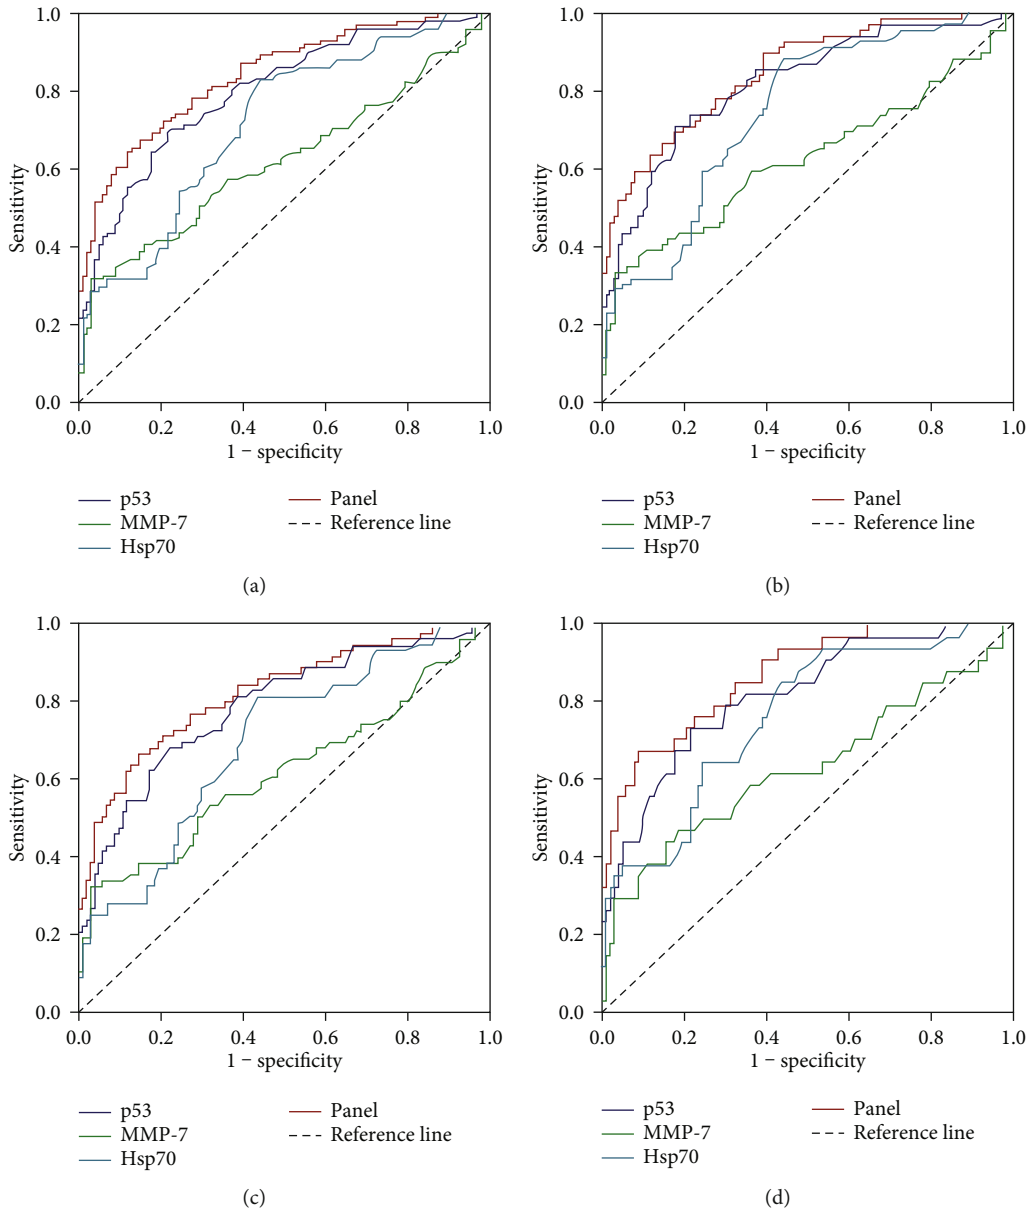 1.0
0.8
0.6
0.4
0.2
0.0
Sensitivity
0.0 0.2 0.4 0.6 0.8 1.0
1 − specificity
p53 Panel
MMP-7 Reference line
Hsp70
(a)
1.0
0.8
0.6
0.4
0.2
0.0
Sensitivity
0.0 0.2 0.4 0.6 0.8 1.0
1 − specificity
p53 Panel
MMP-7 Reference line
Hsp70
(b)
1.0
0.8
0.6
0.4
0.2
0.0
Sensitivity
0.0 0.2 0.4 0.6 0.8 1.0
1 − specificity
p53 Panel
MMP-7 Reference line
Hsp70
(c)
1.0
0.8
0.6
0.4
0.2
0.0
Sensitivity
0.0 0.2 0.4 0.6 0.8 1.0
1 − specificity
p53 Panel
MMP-7 Reference line
Hsp70
(d)